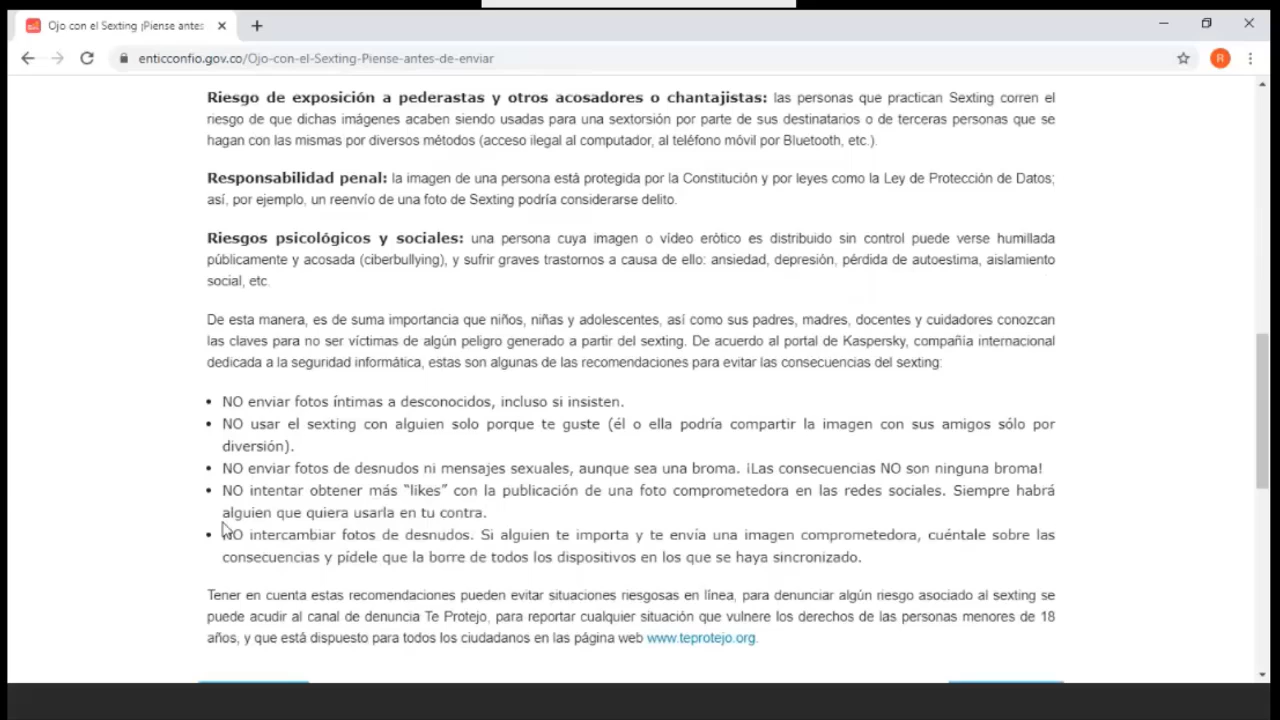 Ojo con el Sexting ¡Piense antes
enticconfio.gov.co/Ojo-con-el-Sexting-Piense-antes-de-enviar
R
Riesgo de exposición a pederastas y otros acosadores o chantajistas: las personas que practican Sexting corren el
riesgo de que dichas imágenes acaben siendo usadas para una sextorsión por parte de sus destinatarios o de terceras personas que se
hagan con las mismas por diversos métodos (acceso ilegal al computador, al teléfono móvil por Bluetooth, etc.).
Responsabilidad penal: la imagen de una persona está protegida por la Constitución y por leyes como la Ley de Protección de Datos;
así, por ejemplo, un reenvío de una foto de Sexting podría considerarse delito.
Riesgos psicológicos y sociales: una persona cuya imagen o vídeo erótico es distribuido sin control puede verse humillada
públicamente y acosada (ciberbullying), y sufrir graves trastornos a causa de ello: ansiedad, depresión, pérdida de autoestima, aislamiento
social, etc.
De esta manera, es de suma importancia que niños, niñas y adolescentes, así como sus padres, madres, docentes y cuidadores conozcan
las claves para no ser víctimas de algún peligro generado a partir del sexting. De acuerdo al portal de Kaspersky, compañía internacional
dedicada a la seguridad informática, estas son algunas de las recomendaciones para evitar las consecuencias del sexting:
• NO enviar fotos íntimas a desconocidos, incluso si insisten.
• NO usar el sexting con alguien solo porque te guste (él o ella podría compartir la imagen con sus amigos sólo por
diversión).
• NO enviar fotos de desnudos ni mensajes sexuales, aunque sea una broma. ¡Las consecuencias NO son ninguna broma!
• NO intentar obtener más “likes” con la publicación de una foto comprometedora en las redes sociales. Siempre habrá
alguien que quiera usarla en tu contra.
• NO intercambiar fotos de desnudos. Si alguien te importa y te envía una imagen comprometedora, cuéntale sobre las
consecuencias y pídele que la borre de todos los dispositivos en los que se haya sincronizado.
Tener en cuenta estas recomendaciones pueden evitar situaciones riesgosas en línea, para denunciar algún riesgo asociado al sexting se
puede acudir al canal de denuncia Te Protejo, para reportar cualquier situación que vulnere los derechos de las personas menores de 18
años, y que está dispuesto para todos los ciudadanos en las página web www.teprotejo.org.